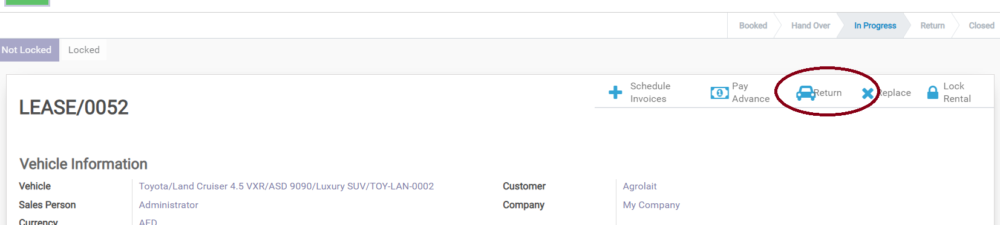 Booked Hand Over In Progress Return Closed
Not Locked Locked
Schedule Invoices
Pay Advance
Return
Replace
Lock Rental
LEASE/0052
Vehicle Information
Vehicle Toyota/Land Cruiser 4.5 VXR/ASD 9090/Luxury SUV/TOY-LAN-0002 Customer Agrolait
Sales Person Administrator Company My Company
Currency AED